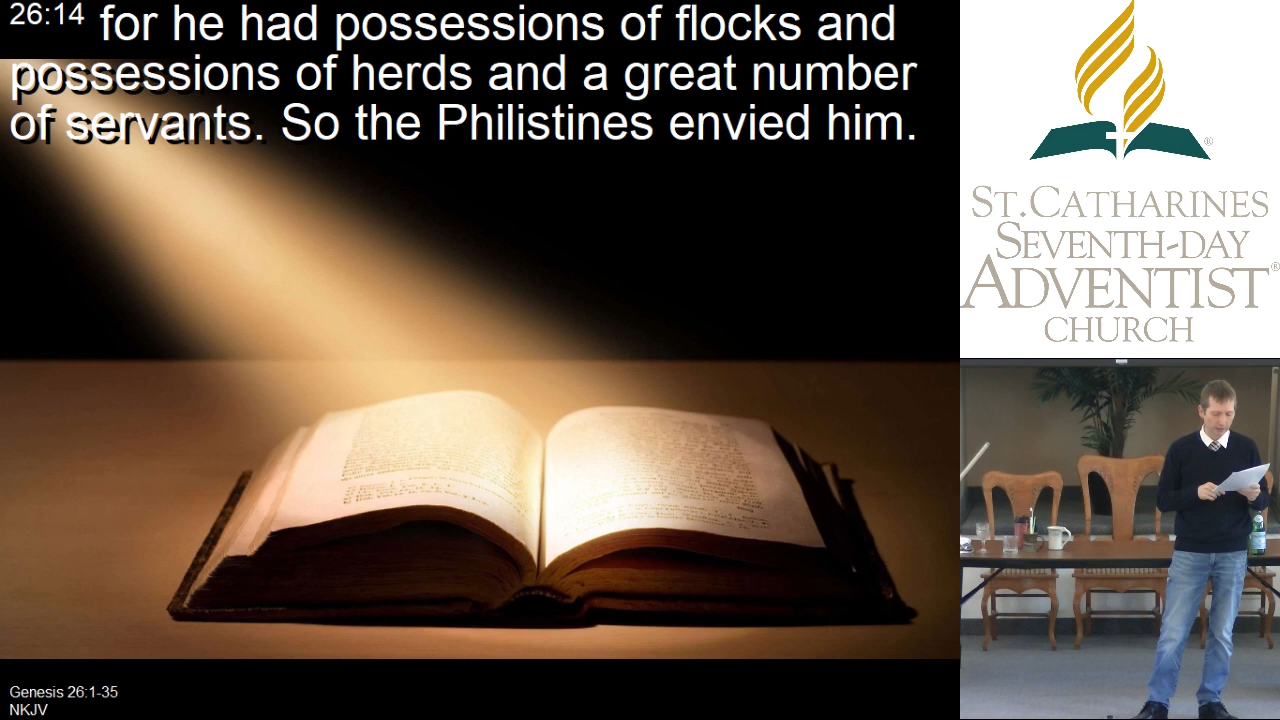 26:14 for he had possessions of flocks and
possessions of herds and a great number
of servants. So the Philistines envied him.
Genesis 26:1-35
NKJV
®
ST. CATHARINES
SEVENTH-DAY
ADVENTIST®
CHURCH